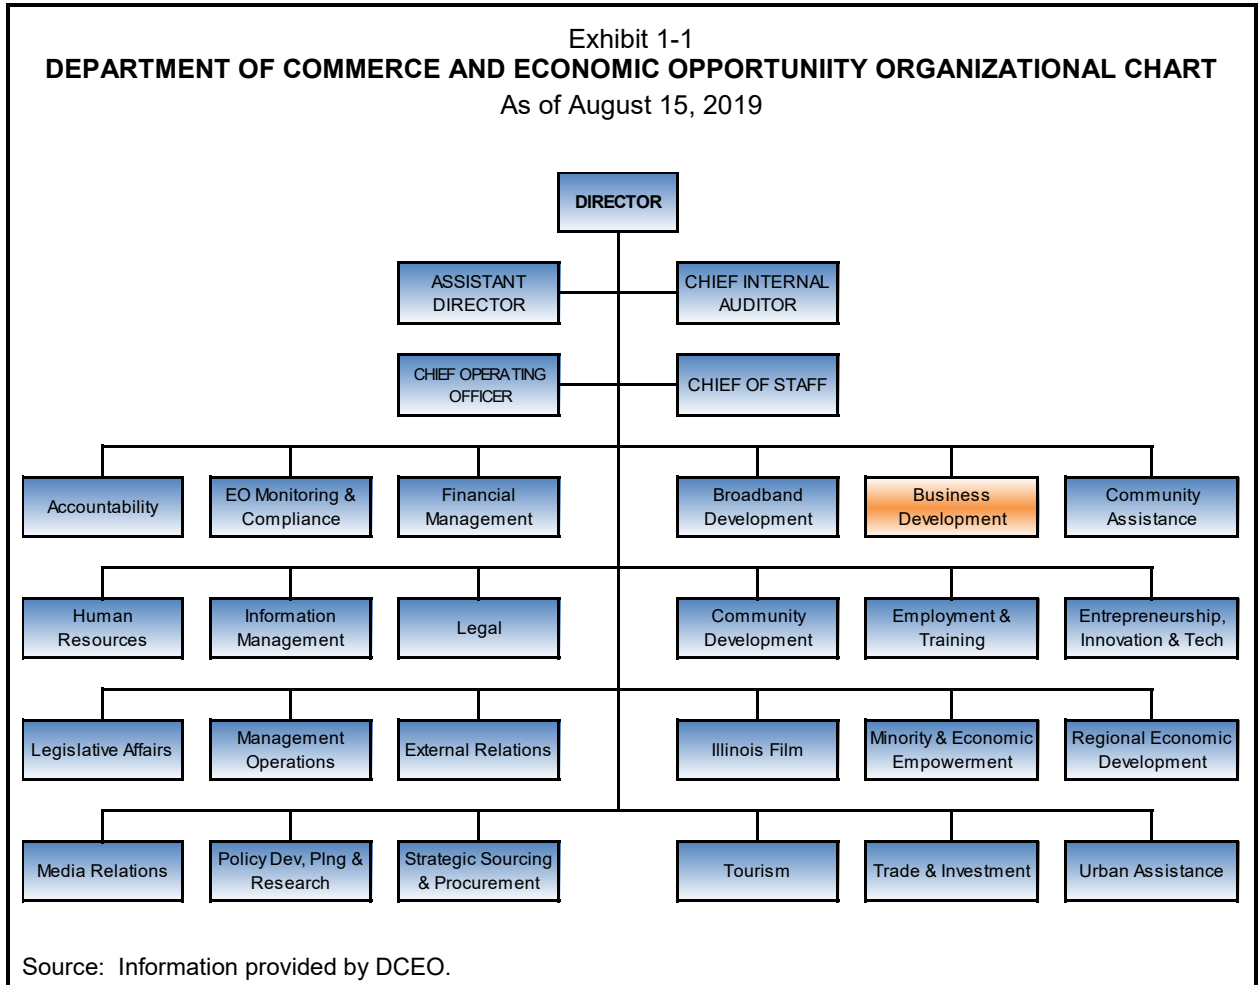 Exhibit 1-1
DEPARTMENT OF COMMERCE AND ECONOMIC OPPORTUNIITY ORGANIZATIONAL CHART
As of August 15, 2019
DIRECTOR
ASSISTANT
DIRECTOR
CHIEF INTERNAL
AUDITOR
CHIEF OPERATING
OFFICER
CHIEF OF STAFF
Accountability
EO Monitoring &
Compliance
Financial
Management
Broadband
Development
Business
Development
Community
Assistance
Human
Resources
Information
Management
Legal
Community
Development
Employment &
Training
Entrepreneurship,
Innovation & Tech
Legislative Affairs
Management
Operations
External Relations
Illinois Film
Minority & Economic
Empowerment
Regional Economic
Development
Media Relations
Policy Dev, Plng &
Research
Strategic Sourcing
& Procurement
Tourism
Trade & Investment
Urban Assistance
Source:  Information provided by DCEO.